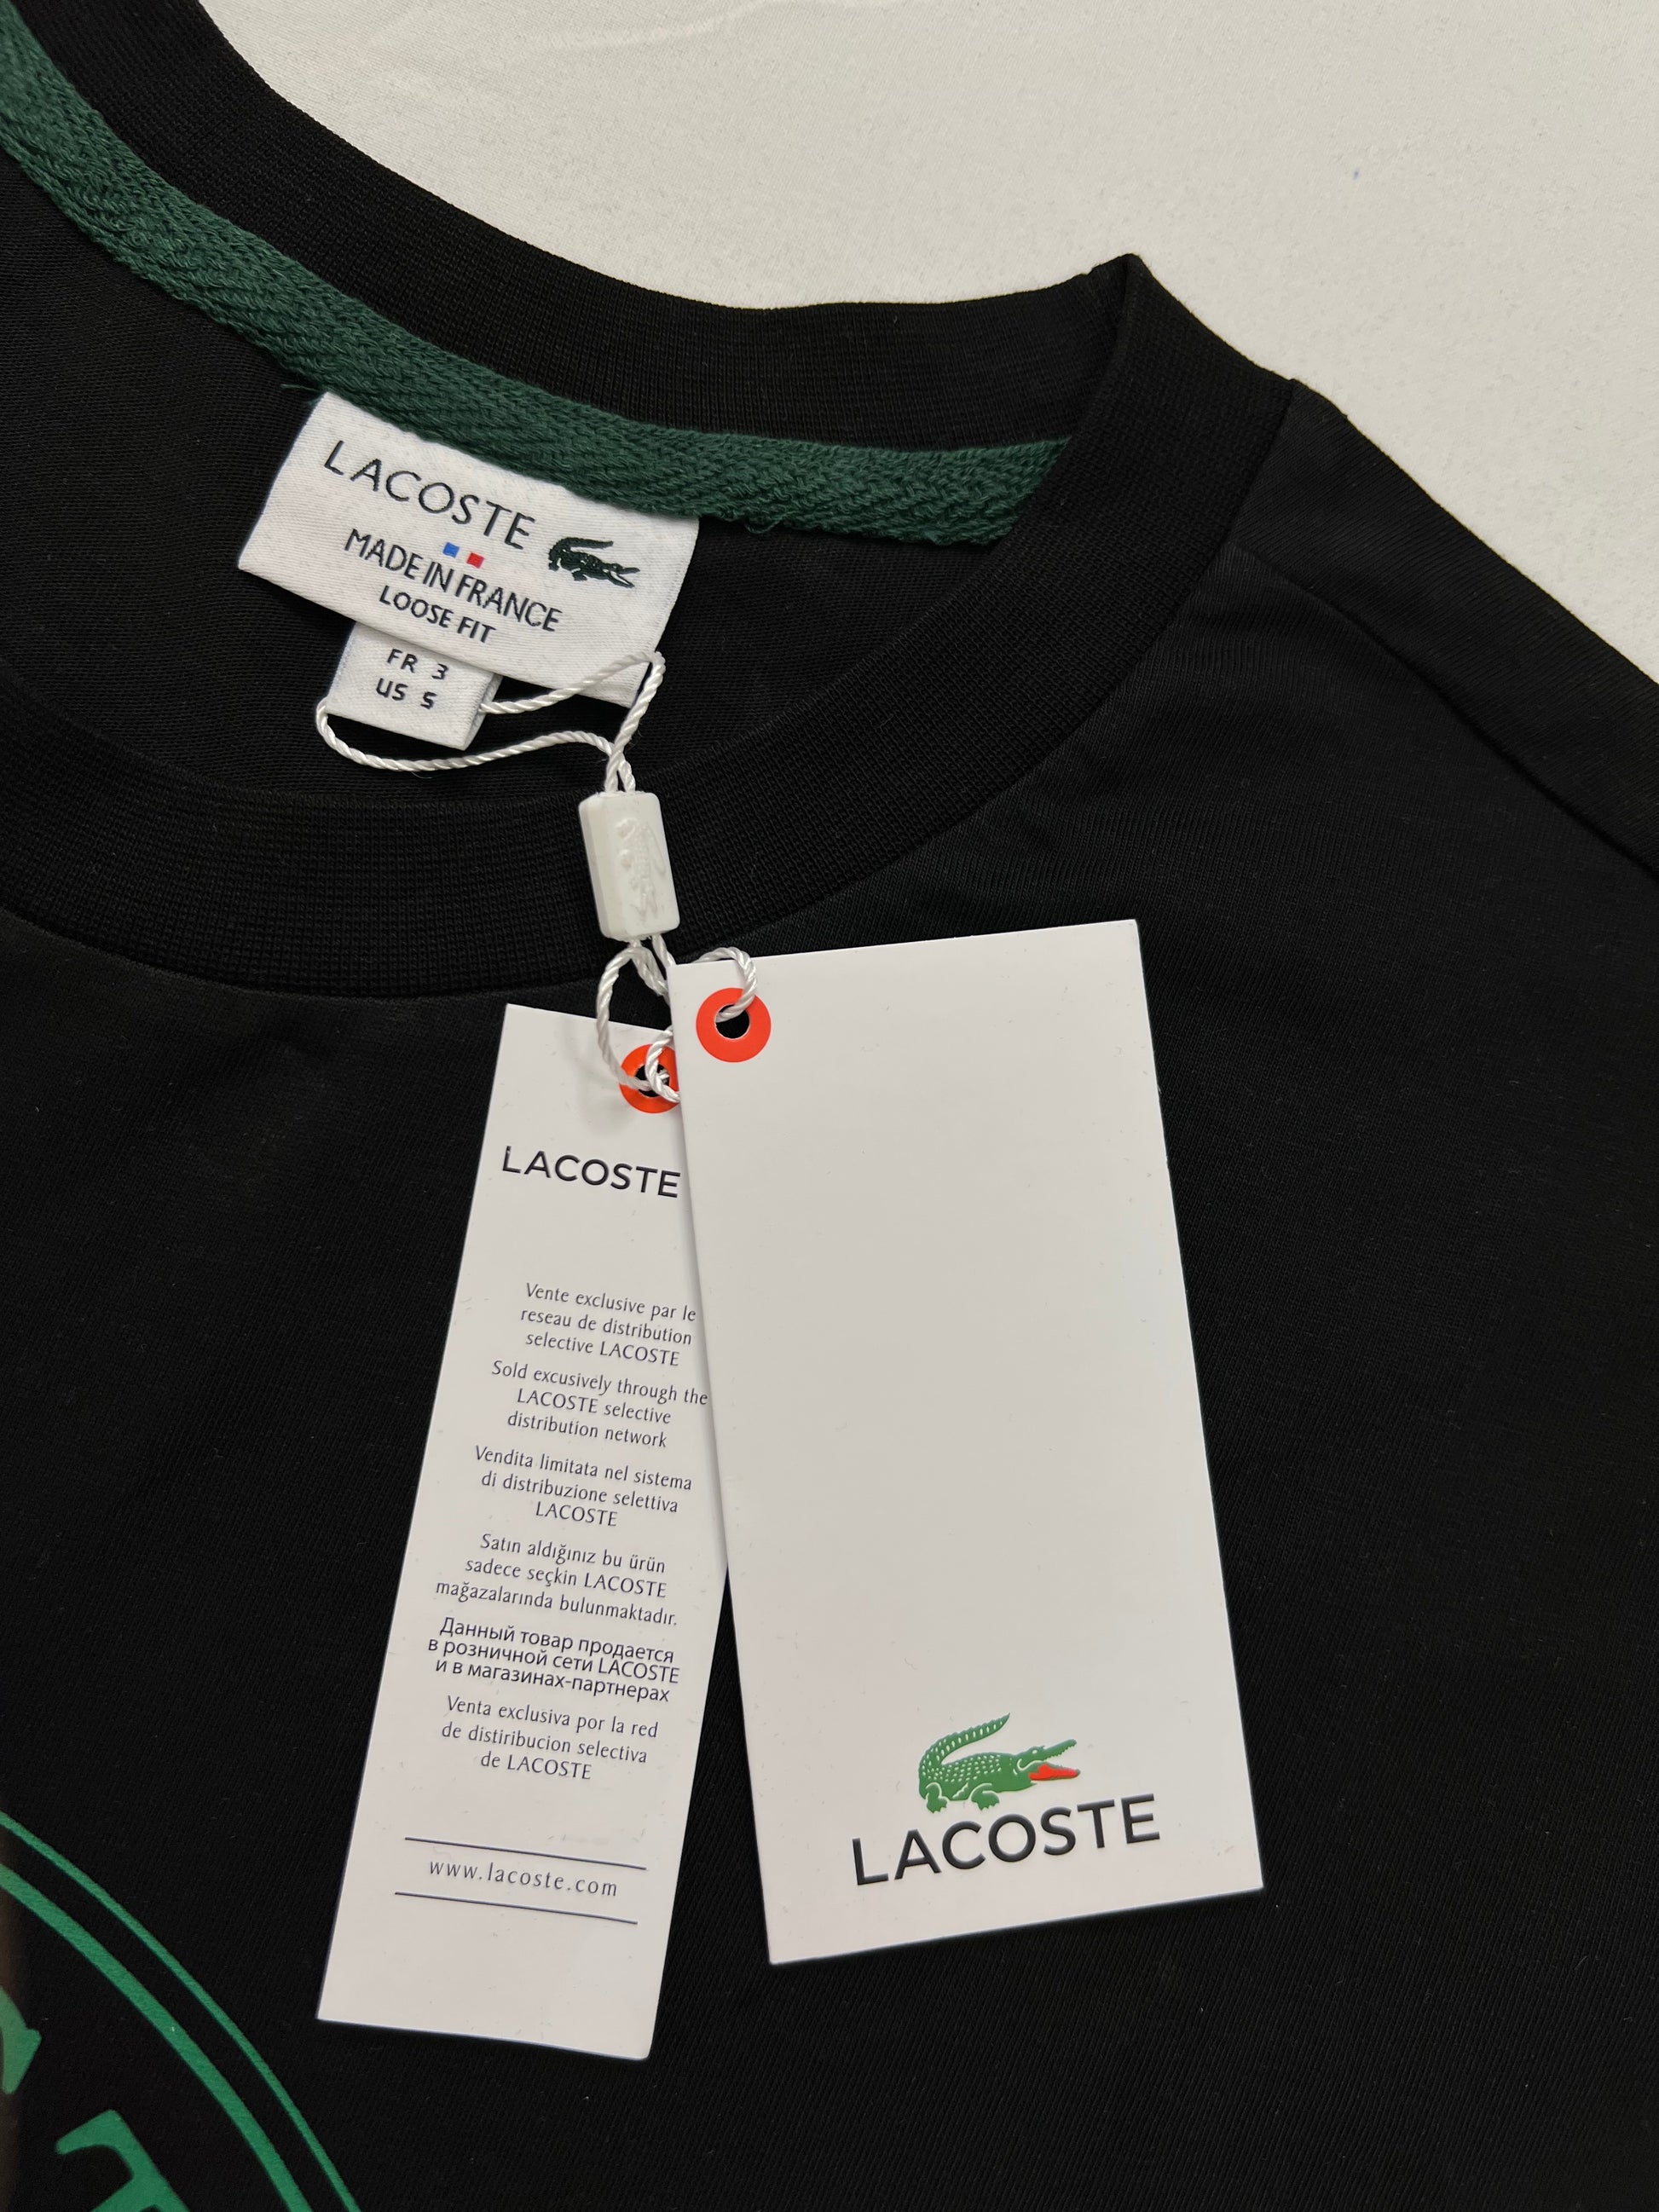 LACOSTE
MADE IN FRANCE
LOOSE FIT
FR 3
US S
LACOSTE
Vente exclusive par le
reseau de distribution
selective LACOSTE
Sold excusively through the
LACOSTE selective
distribution network
Vendita limitata nel sistema
di distribuzione selettiva
LACOSTE
Satın aldığınız bu ürün
sadece seçkin LACOSTE
mağazalarında bulunmaktadır.
Данный товар продается
в розничной сети LACOSTE
и в магазинах-партнерах
Venta exclusiva por la red
de distiribucion selectiva
de LACOSTE
www.lacoste.com
LACOSTE